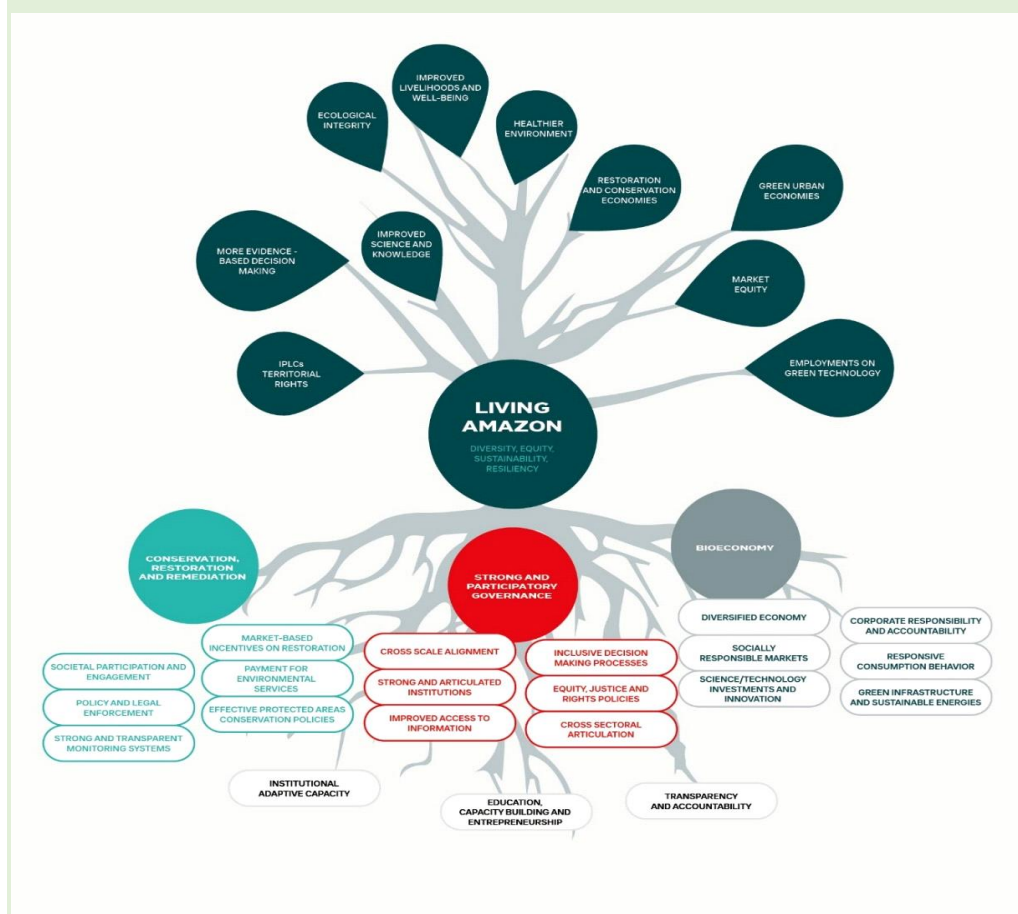 IMPROVED
LIVELIHOODS AND
WELL-BEING
ECOLOGICAL
INTEGRITY
HEALTHIER
ENVIRONMENT
RESTORATION
AND CONSERVATION
ECONOMIES
GREEN URBAN
ECONOMIES
MORE EVIDENCE -
BASED DECISION
MAKING
IMPROVED
SCIENCE AND
KNOWLEDGE
MARKET
EQUITY
IPLCs
TERRITORIAL
RIGHTS
EMPLOYMENTS ON
GREEN TECHNOLOGY
LIVING
AMAZON
DIVERSITY, EQUITY,
SUSTAINABILITY,
RESILIENCY
CONSERVATION,
RESTORATION
AND REMEDIATION
STRONG AND
PARTICIPATORY
GOVERNANCE
BIOECONOMY
SOCIETAL PARTICIPATION AND
ENGAGEMENT
POLICY AND LEGAL
ENFORCEMENT
STRONG AND TRANSPARENT
MONITORING SYSTEMS
MARKET-BASED
INCENTIVES ON RESTORATION
PAYMENT FOR
ENVIRONMENTAL
SERVICES
EFFECTIVE PROTECTED AREAS
CONSERVATION POLICIES
CROSS SCALE ALIGNMENT
STRONG AND ARTICULATED
INSTITUTIONS
IMPROVED ACCESS TO
INFORMATION
INCLUSIVE DECISION
MAKING PROCESSES
EQUITY, JUSTICE AND
RIGHTS POLICIES
CROSS SECTORAL
ARTICULATION
DIVERSIFIED ECONOMY
SOCIALLY
RESPONSIBLE MARKETS
SCIENCE/TECHNOLOGY
INVESTMENTS AND
INNOVATION
CORPORATE RESPONSIBILITY
AND ACCOUNTABILITY
RESPONSIVE
CONSUMPTION BEHAVIOR
GREEN INFRASTRUCTURE
AND SUSTAINABLE ENERGIES
INSTITUTIONAL
ADAPTIVE CAPACITY
EDUCATION,
CAPACITY BUILDING AND
ENTREPRENEURSHIP
TRANSPARENCY
AND ACCOUNTABILITY